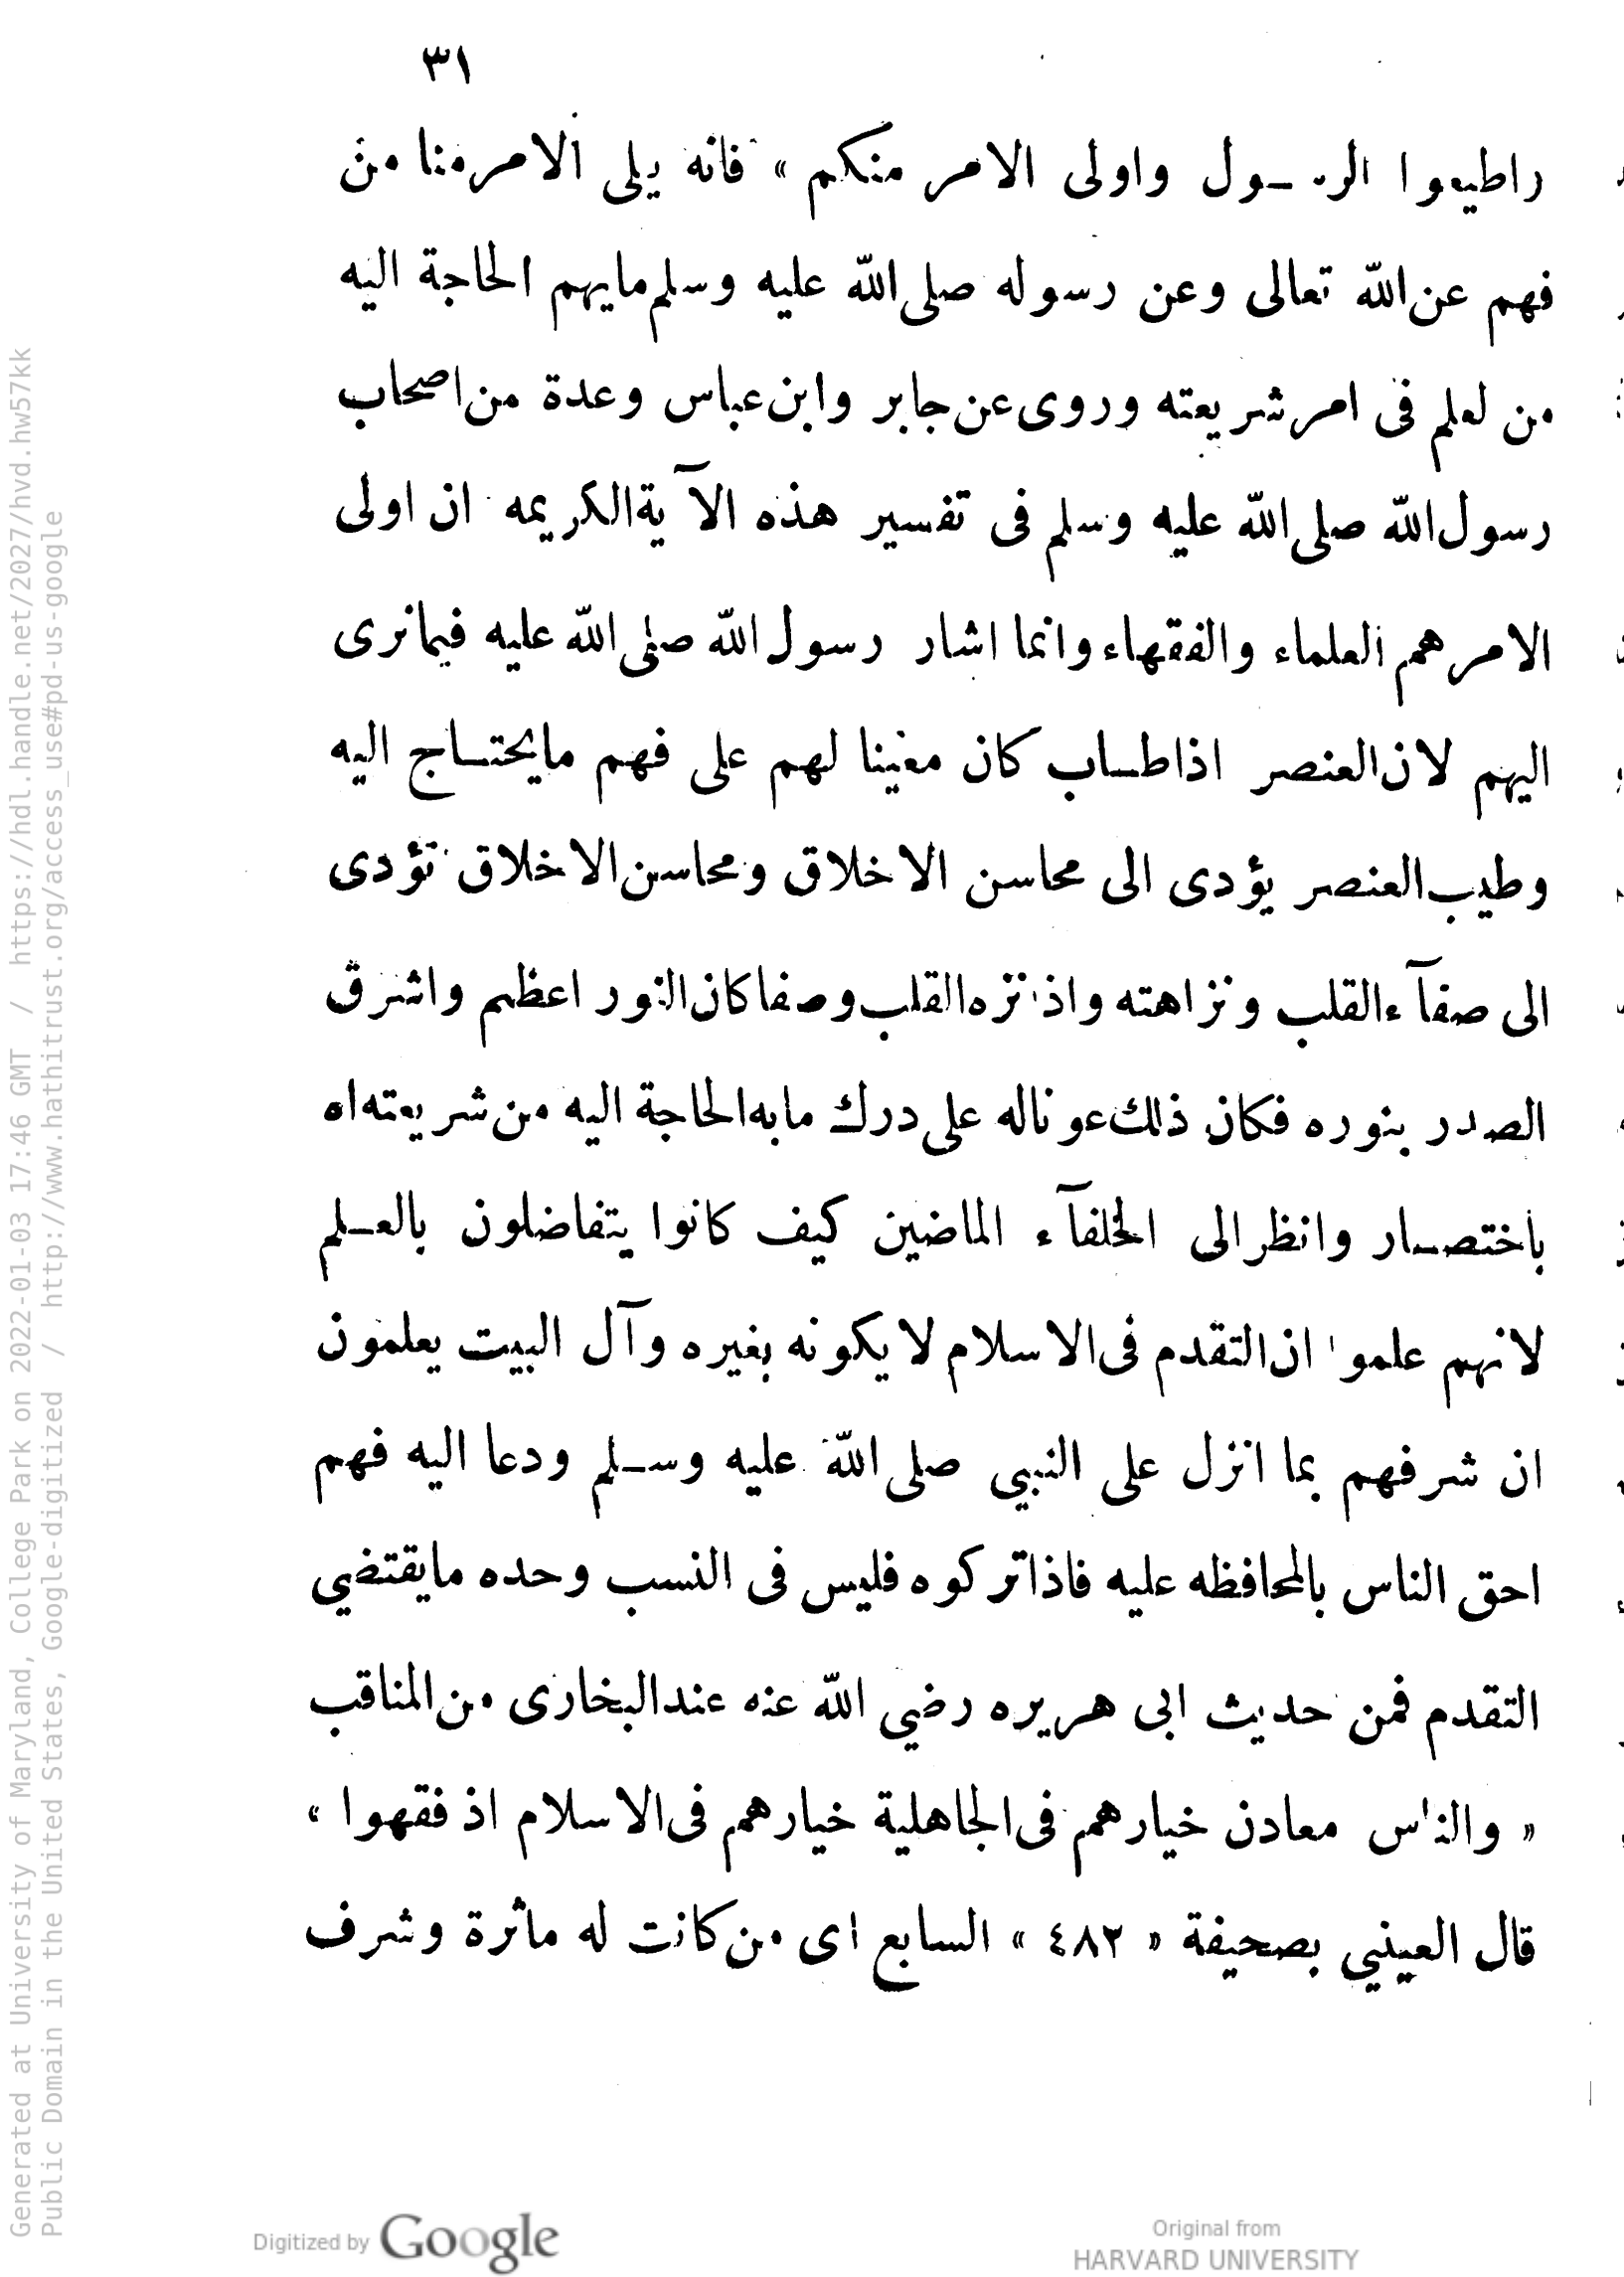 ٣١
راطيعوا الرسول واولى الامر منكم » فانه يلى الامر منا من
فهم عن الله تعالى وعن رسوله صلى الله عليه وسلم مايهم الحاجة اليه
من لعلم فى امر شريعته وروى عن جابر وابن عباس وعدة من اصحاب
رسول الله صلى الله عليه وسلم فى تفسير هذه الآية الكريمه ان اولى
الامر هم العلماء والفقهاء وانما اشار رسول الله صلى الله عليه فيما نرى
اليهم لان العنصر اذا طاب كان مغينا لهم على فهم مايحتاج اليه
وطيب العنصر يؤدى الى محاسن الاخلاق ومحاسن الاخلاق تؤدى
الى صفآء القلب ونزاهته واذا نزه القلب وصفا كان النور اعظم واشرق
الصدر بنوره فكان ذلك عونا له على درك مابه الحاجة اليه من شريعته اه
باختصار وانظر الى الخلفآء الماضين كيف كانوا يتفاضلون بالعلم
لانهم علموا ان التقدم فى الاسلام لا يكونه بغيره وآل البيت يعلمون
ان شرفهم بما انزل على النبي صلى الله عليه وسلم ودعا اليه فهم
احق الناس بالمحافظه عليه فاذا تركوه فليس فى النسب وحده مايقتضي
التقدم فمن حديث ابى هريره رضي الله عنه عند البخارى من المناقب
« والناس معادن خيارهم فى الجاهلية خيارهم فى الاسلام اذ فقهوا »
قال العيني بصحيفة « ٤٨٢ » السابع اى من كانت له ماثرة وشرف
Generated at University of Maryland, College Park on 2022-01-03 17:46 GMT / https://hdl.handle.net/2027/hvd.hw57kk
Public Domain in the United States, Google-digitized / http://www.hathitrust.org/access_use#pd-us-google
Digitized by Google
Original from
HARVARD UNIVERSITY